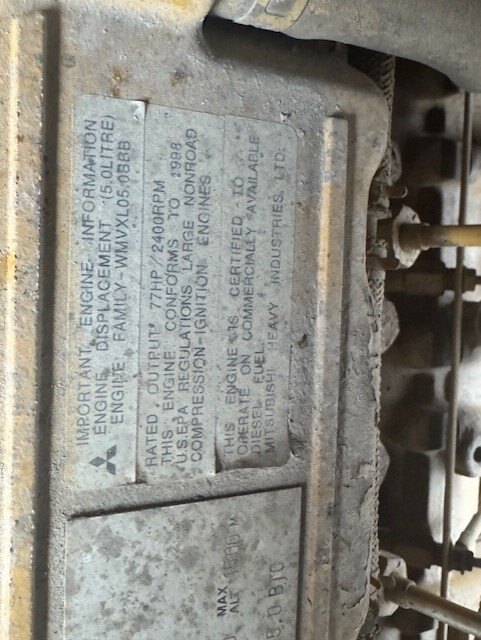 IMPORTANT ENGINE INFORMATION
ENGINE DISPLACEMENT (5.0LITRE)
ENGINE FAMILY-WMVXL05.0BBB
RATED OUTPUT 77HP/2400RPM
THIS ENGINE CONFORMS TO 1998
U.S.EPA REGULATIONS LARGE NONROAD
COMPRESSION-IGNITION ENGINES
THIS ENGINE IS CERTIFIED TO
OPERATE ON COMMERCIALLY AVAILABLE
DIESEL FUEL.
MITSUBISHI HEAVY INDUSTRIES, LTD.
MAX
ALT
M